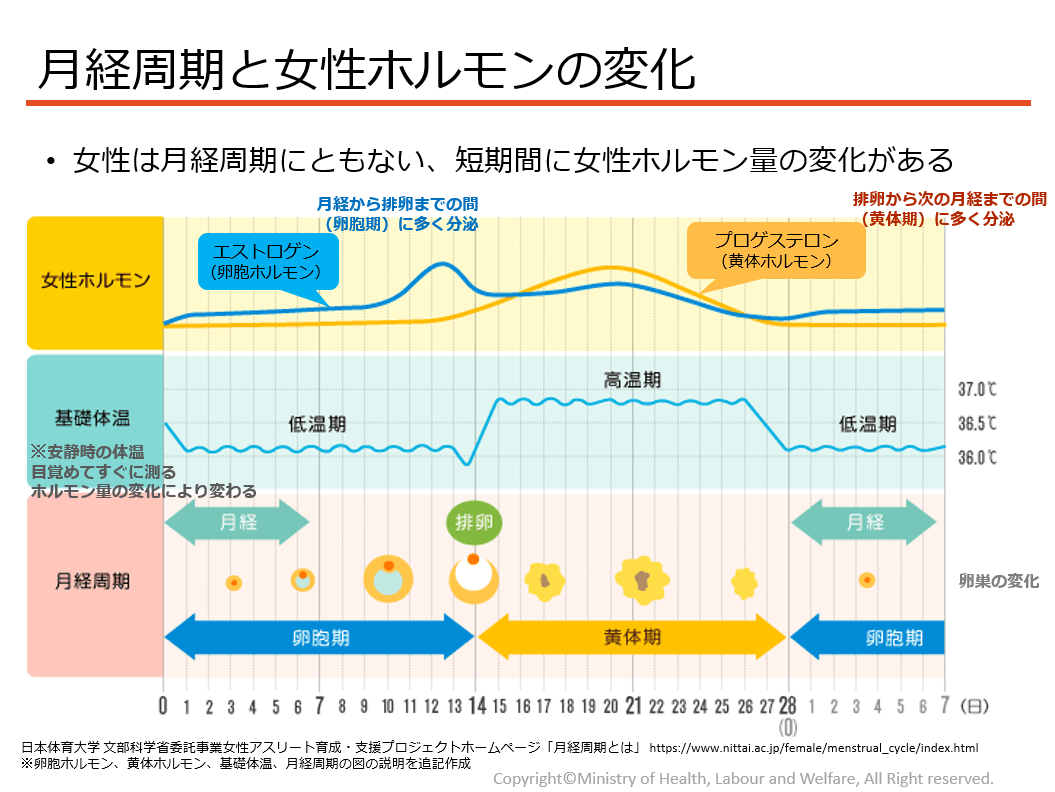 月経周期と女性ホルモンの変化
• 女性は月経周期にともない、短期間に女性ホルモン量の変化がある
月経から排卵までの間
（卵胞期）に多く分泌
排卵から次の月経までの間
（黄体期）に多く分泌
エストロゲン
（卵胞ホルモン）
プロゲステロン
（黄体ホルモン）
女性ホルモン
高温期
37.0℃
基礎体温
低温期
低温期
36.5℃
36.0℃
※安静時の体温
目覚めてすぐに測る
ホルモン量の変化により変わる
月経
排卵
月経
月経周期
卵巣の変化
卵胞期
黄体期
卵胞期
0 1 2 3 4 5 6 7 8 9 10 11 12 13 14 15 16 17 18 19 20 21 22 23 24 25 26 27 28 1 2 3 4 5 6 7 （日）
(0)
日本体育大学 文部科学省委託事業女性アスリート育成・支援プロジェクトホームページ「月経周期とは」 https://www.nittai.ac.jp/female/menstrual_cycle/index.html
※卵胞ホルモン、黄体ホルモン、基礎体温、月経周期の図の説明を追記作成
Copyright©Ministry of Health, Labour and Welfare, All Right reserved.